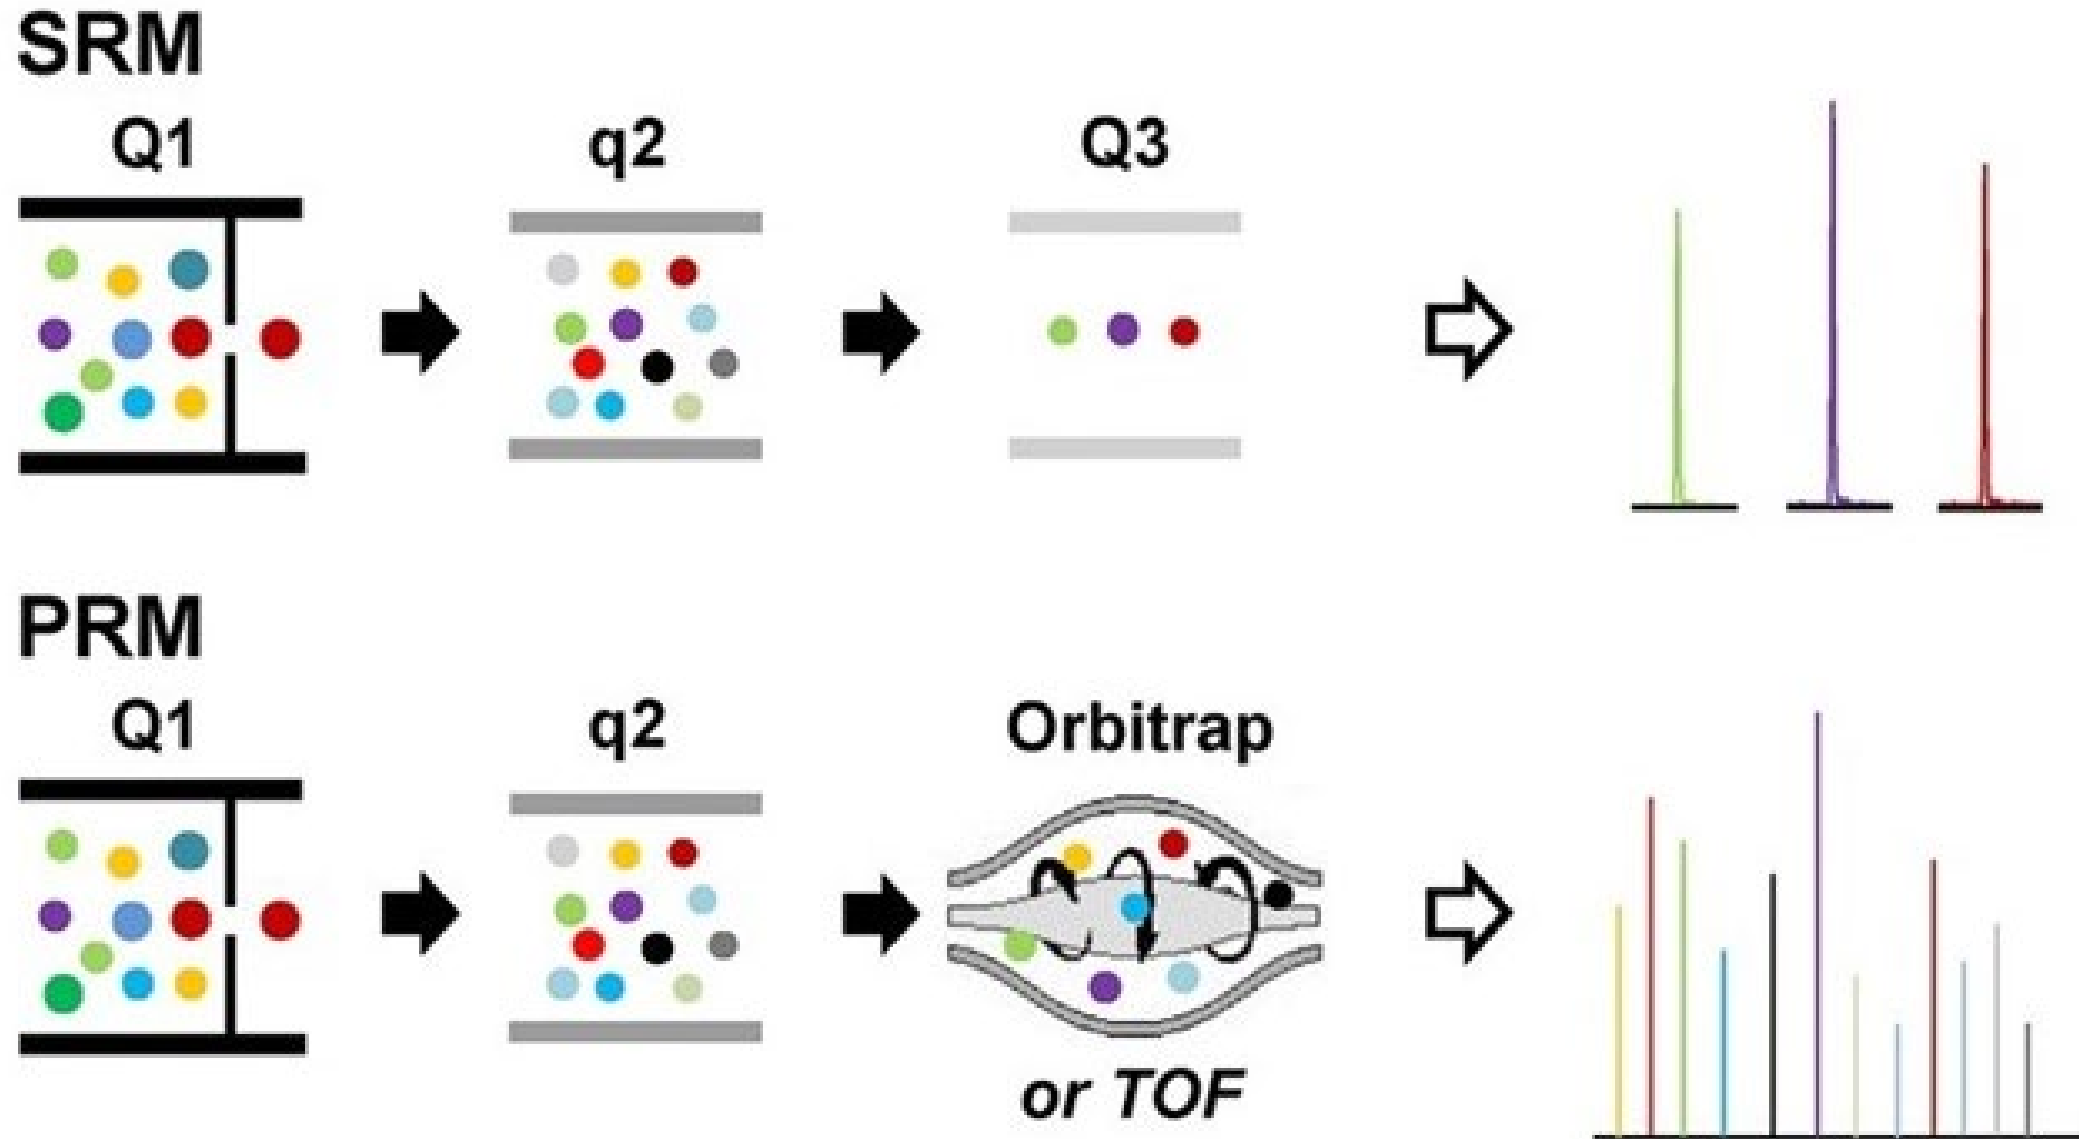 SRM
Q1 q2 Q3
PRM
Q1 q2 Orbitrap
or TOF